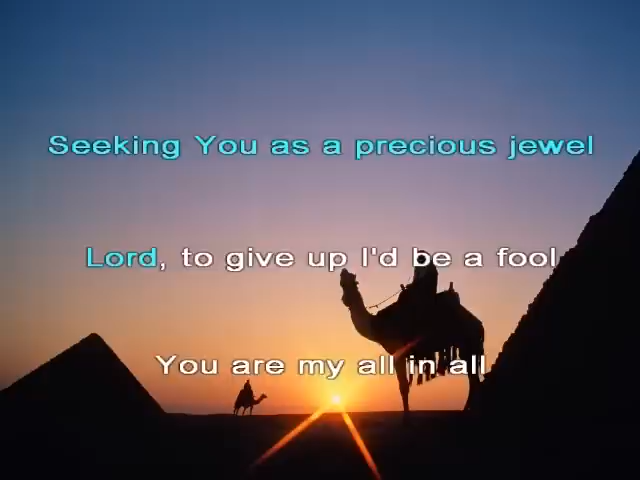 Seeking You as a precious jewel
Lord, to give up I'd be a fool
You are my all in all